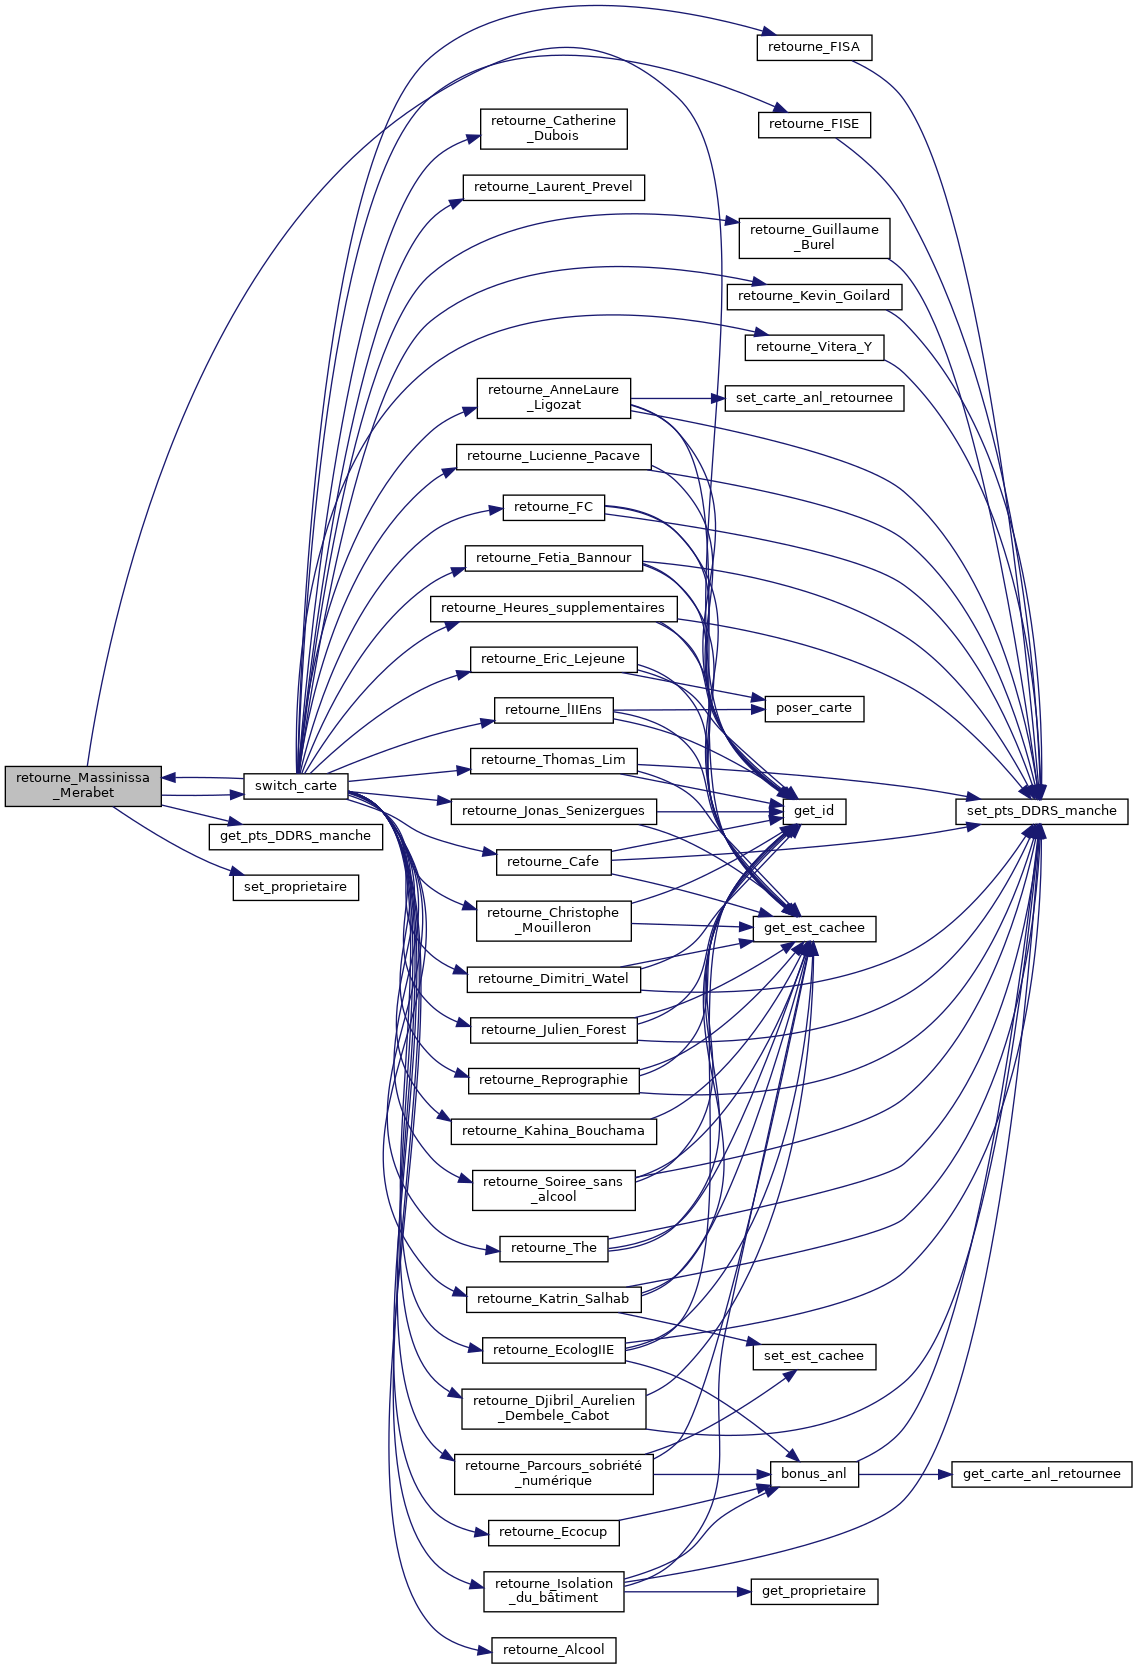 retourne_FISA
retourne_FISE
retourne_Catherine
_Dubois
retourne_Laurent_Prevel
retourne_Guillaume
_Burel
retourne_Kevin_Goilard
retourne_Vitera_Y
retourne_AnneLaure
_Ligozat
set_carte_anl_retournee
retourne_Lucienne_Pacave
retourne_FC
retourne_Fetia_Bannour
retourne_Heures_supplementaires
retourne_Eric_Lejeune
retourne_lIIEns
poser_carte
retourne_Thomas_Lim
retourne_Massinissa
_Merabet
switch_carte
retourne_Jonas_Senizergues
get_id
set_pts_DDRS_manche
get_pts_DDRS_manche
retourne_Cafe
set_proprietaire
retourne_Christophe
_Mouilleron
get_est_cachee
retourne_Dimitri_Watel
retourne_Julien_Forest
retourne_Reprographie
retourne_Kahina_Bouchama
retourne_Soiree_sans
_alcool
retourne_The
retourne_Katrin_Salhab
retourne_EcologIIE
set_est_cachee
retourne_Djibril_Aurelien
_Dembele_Cabot
retourne_Parcours_sobriété
_numérique
bonus_anl
get_carte_anl_retournee
retourne_Ecocup
retourne_Isolation
_du_bâtiment
get_proprietaire
retourne_Alcool